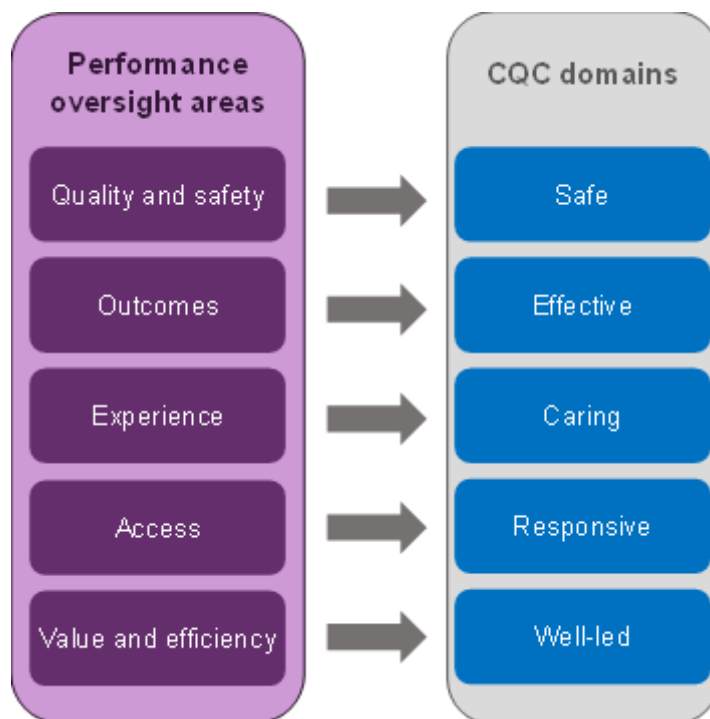 Performance
oversight areas
CQC domains
Quality and safety
Safe
Outcomes
Effective
Experience
Caring
Access
Responsive
Value and efficiency
Well-led